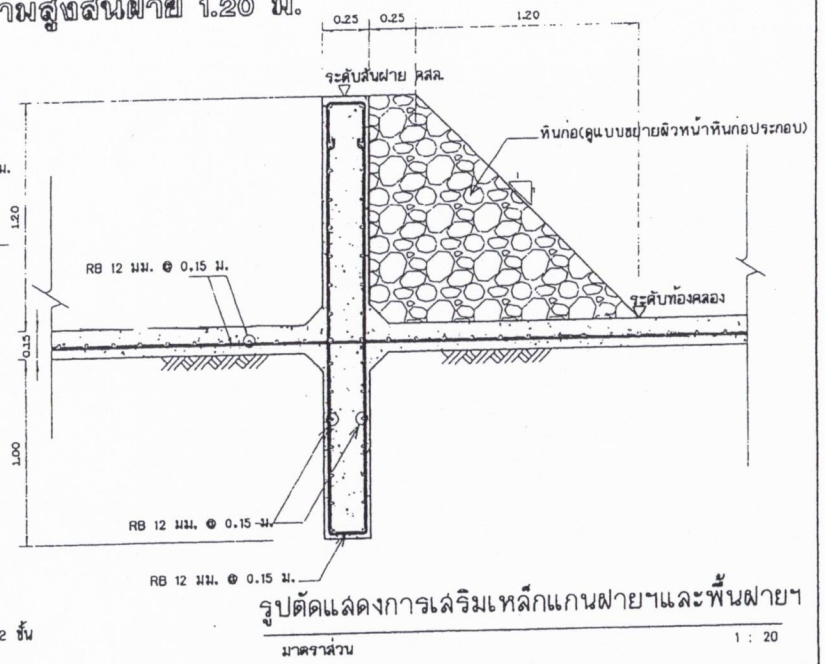 ามสูงสันฝาย 1.20 ม.
0.25 0.25 1.20
ระดับสันฝาย คสล.
หินก่อ(ดูแบบขยายผิวหน้าหินก่อประกอบ)
ม.
1.20
RB 12 มม. @ 0.15 ม.
ระดับท้องคลอง
0.15
1.00
RB 12 มม. @ 0.15 ม.
RB 12 มม. @ 0.15 ม.
รูปตัดแสดงการเสริมเหล็กแกนฝายฯและพื้นฝายฯ
2 ชั้น
มาตราส่วน 1 : 20